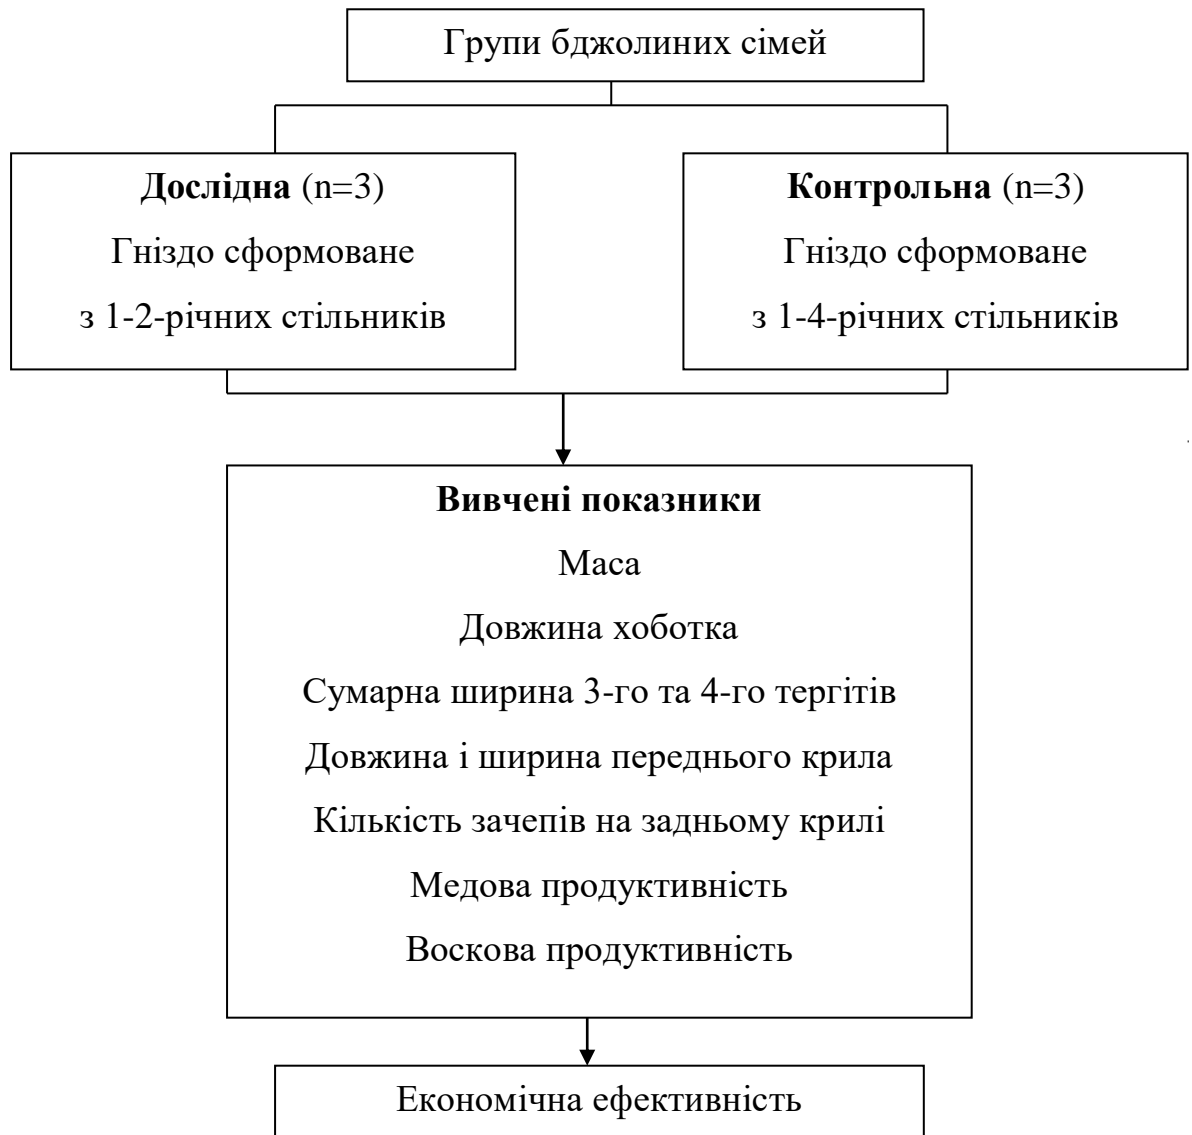 Групи бджолиних сімей
Дослідна (n=3)
Гніздо сформоване
з 1-2-річних стільників
Контрольна (n=3)
Гніздо сформоване
з 1-4-річних стільників
Вивчені показники
Маса
Довжина хоботка
Сумарна ширина 3-го та 4-го тергітів
Довжина і ширина переднього крила
Кількість зачепів на задньому крилі
Медова продуктивність
Воскова продуктивність
Економічна ефективність